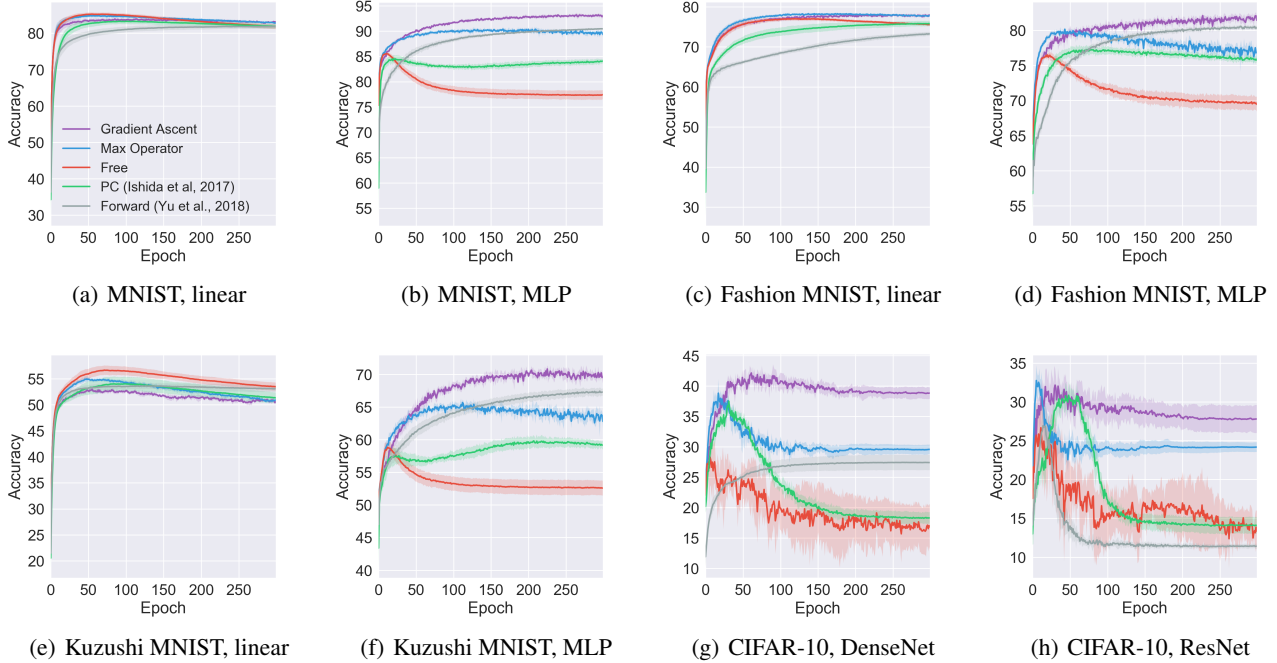 Accuracy
80
70
60
50
40
30
Gradient Ascent
Max Operator
Free
PC (Ishida et al, 2017)
Forward (Yu et al., 2018)
0 50 100 150 200 250
Epoch
(a) MNIST, linear
Accuracy
95
90
85
80
75
70
65
60
55
0 50 100 150 200 250
Epoch
(b) MNIST, MLP
Accuracy
80
70
60
50
40
30
0 50 100 150 200 250
Epoch
(c) Fashion MNIST, linear
Accuracy
80
75
70
65
60
55
0 50 100 150 200 250
Epoch
(d) Fashion MNIST, MLP
Accuracy
55
50
45
40
35
30
25
20
0 50 100 150 200 250
Epoch
(e) Kuzushi MNIST, linear
Accuracy
70
65
60
55
50
45
40
0 50 100 150 200 250
Epoch
(f) Kuzushi MNIST, MLP
Accuracy
45
40
35
30
25
20
15
10
0 50 100 150 200 250
Epoch
(g) CIFAR-10, DenseNet
Accuracy
35
30
25
20
15
10
0 50 100 150 200 250
Epoch
(h) CIFAR-10, ResNet